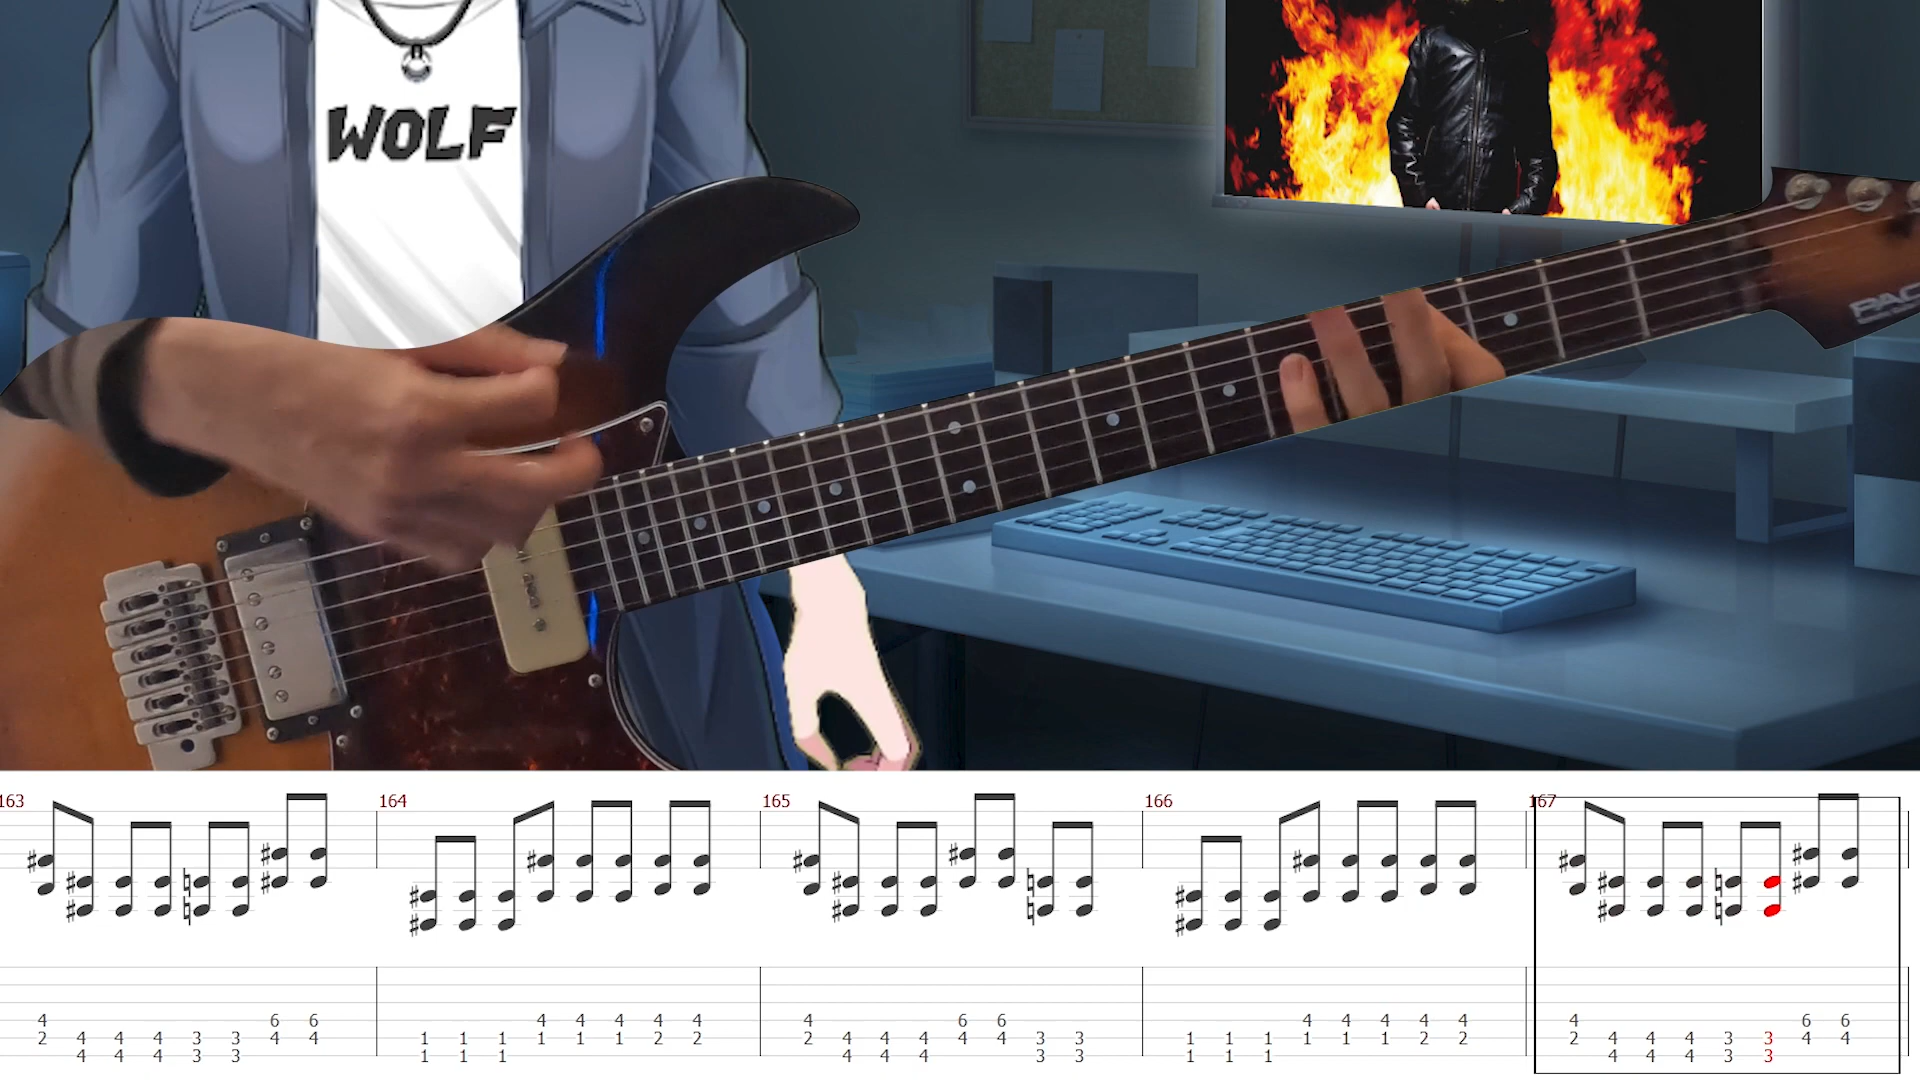 WOLF
PAC
163 164 165 166 167
4 6 6 4 4 4 4 4 4 6 6 4 4 4 4 4 4 6 6
2 4 4 4 3 3 4 4 1 1 1 1 1 1 2 2 2 4 4 4 4 4 3 3 1 1 1 1 1 1 2 2 2 4 4 4 3 3 4 4
4 4 4 3 3 1 1 1 4 4 4 3 3 1 1 1 4 4 4 3 3